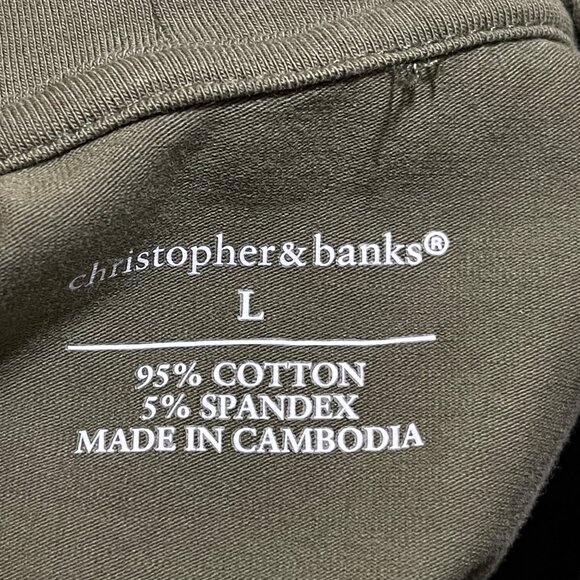 christopher&banks®
L
95% COTTON
5% SPANDEX
MADE IN CAMBODIA